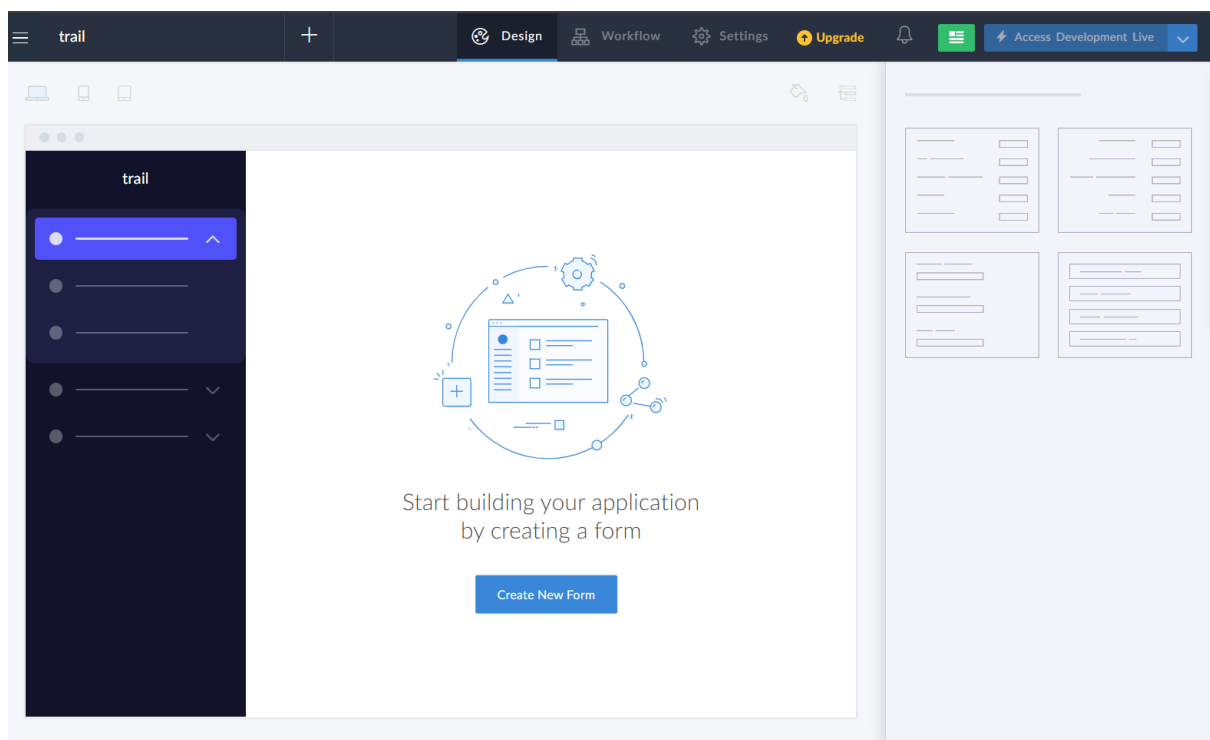 trail
Design
Workflow
Settings
Upgrade
Access Development Live
trail
Start building your application
by creating a form
Create New Form